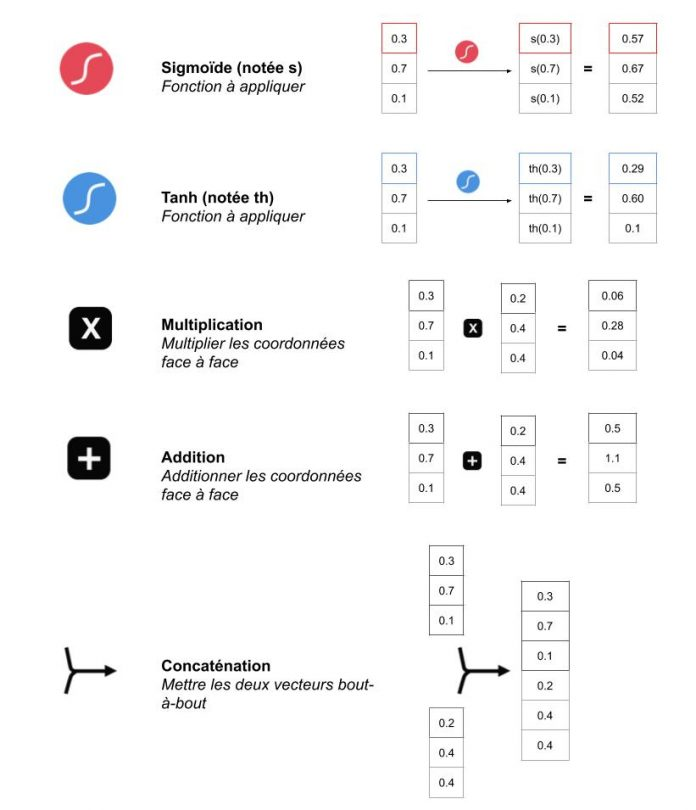 0.3 s(0.3) 0.57
Sigmoïde (notée s) 0.7 s(0.7) = 0.67
Fonction à appliquer
0.1 s(0.1) 0.52
0.3 th(0.3) 0.29
Tanh (notée th) 0.7 th(0.7) = 0.60
Fonction à appliquer
0.1 th(0.1) 0.1
0.3 0.2 0.06
X Multiplication 0.7 X 0.4 = 0.28
Multiplier les coordonnées
face à face
0.1 0.4 0.04
0.3 0.2 0.5
+ Addition 0.7 + 0.4 = 1.1
Additionner les coordonnées
face à face
0.1 0.4 0.5
0.3
0.7
0.1
Concaténation
Mettre les deux vecteurs bout-
à-bout
0.2
0.4
0.4
0.3
0.7
0.1
0.2
0.4
0.4